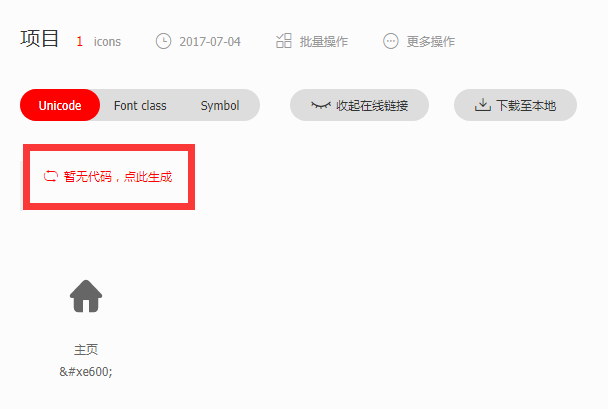 项目 1 icons 2017-07-04 批量操作 更多操作
Unicode Font class Symbol 收起在线链接 下载至本地
暂无代码，点此生成
主页
&#xe600;